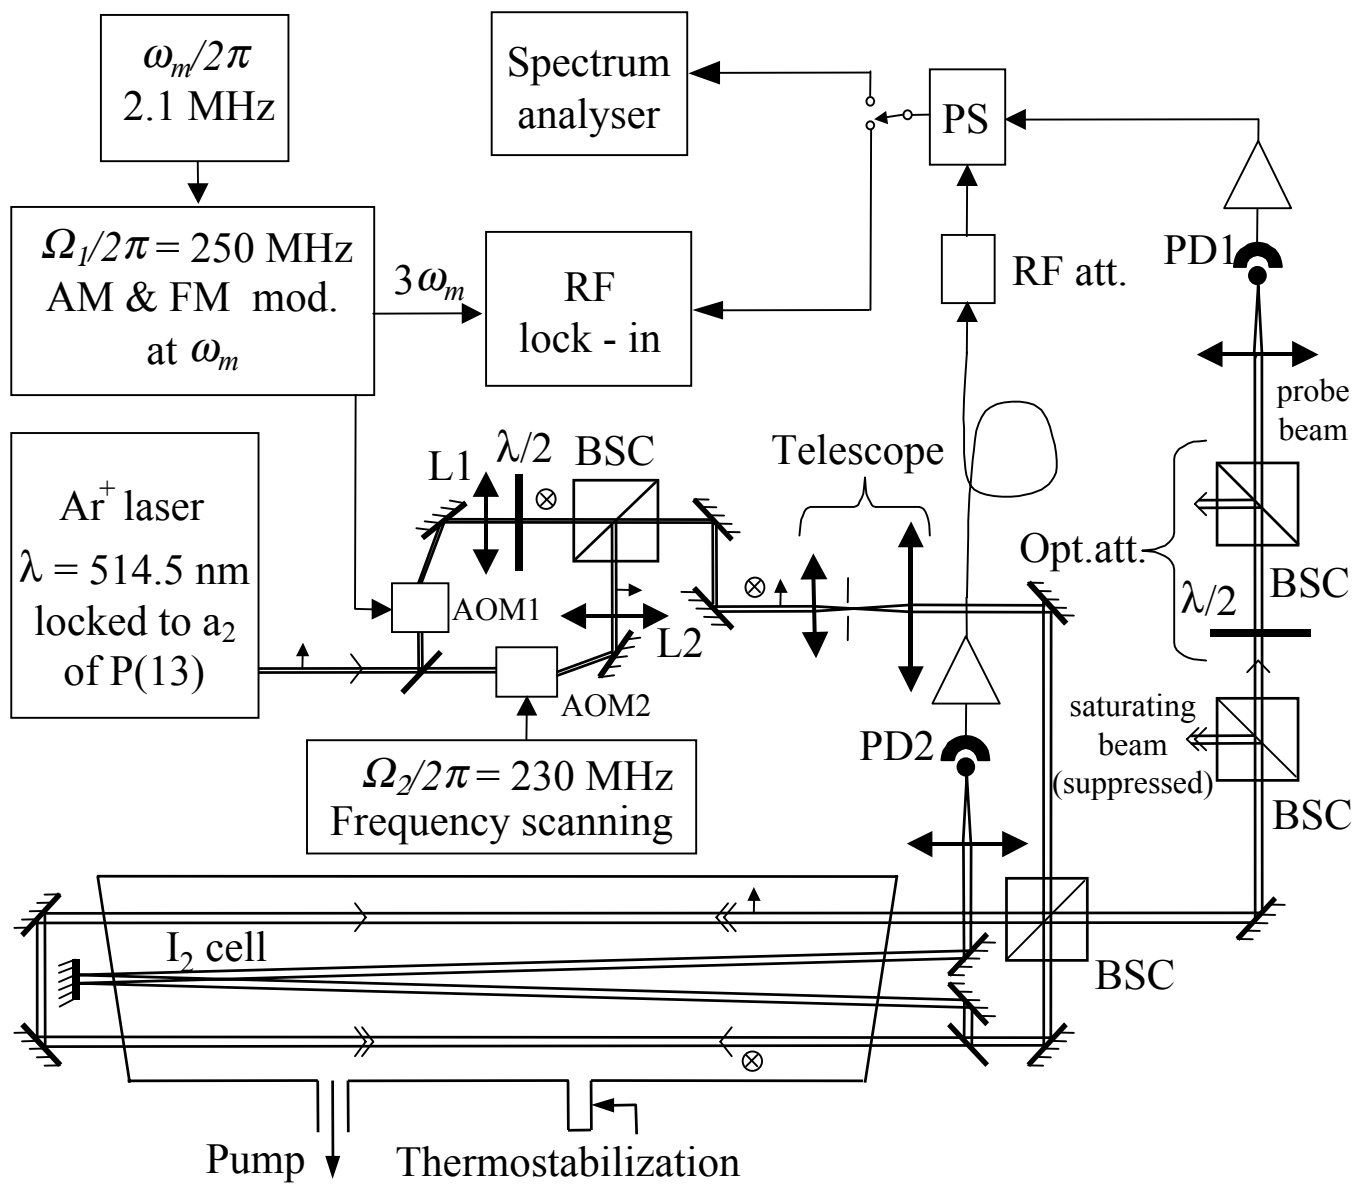 ωm/2π
2.1 MHz
Spectrum
analyser
PS
Ω1/2π = 250 MHz
AM & FM mod.
at ωm
3ωm
RF
lock - in
RF att.
PD1
probe
beam
Ar+ laser
λ = 514.5 nm
locked to a2
of P(13)
L1
λ/2
BSC
Telescope
Opt.att.
BSC
λ/2
AOM1
L2
AOM2
saturating
beam
(suppressed)
BSC
PD2
Ω2/2π = 230 MHz
Frequency scanning
I2 cell
BSC
Pump
Thermostabilization